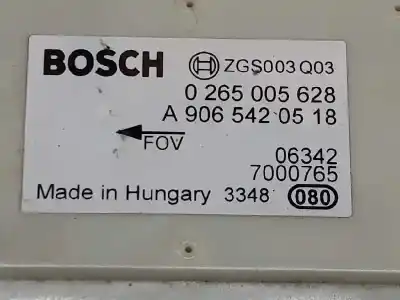 BOSCH ZGS003 Q03
0 265 005 628
A 906 542 05 18
FOV
06342
7000765
Made in Hungary 3348 080